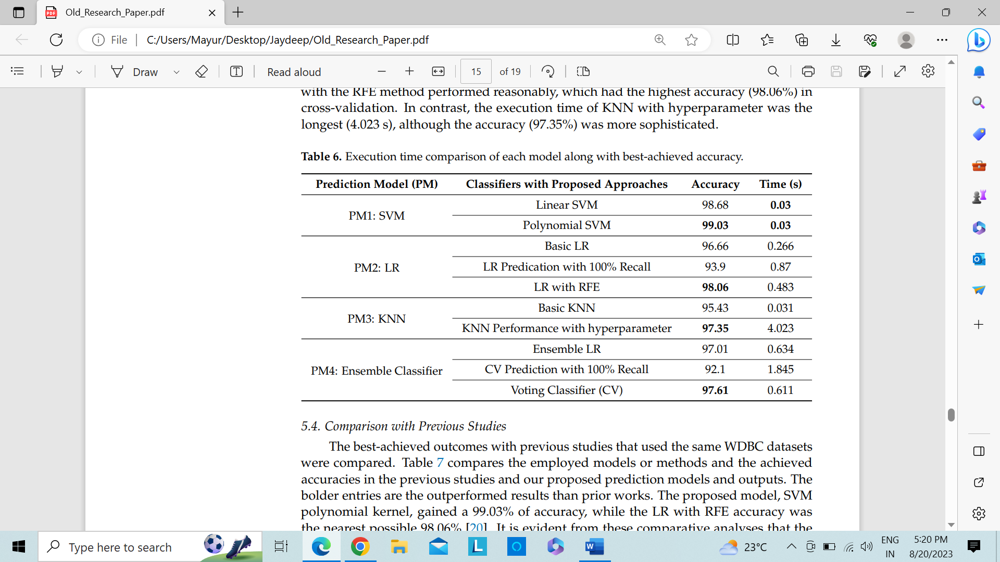 Old_Research_Paper.pdf
File
C:/Users/Mayur/Desktop/Jaydeep/Old_Research_Paper.pdf
Draw
Read aloud
15
of 19
with the RFE method performed reasonably, which had the highest accuracy (98.06%) in
cross-validation. In contrast, the execution time of KNN with hyperparameter was the
longest (4.023 s), although the accuracy (97.35%) was more sophisticated.
Table 6. Execution time comparison of each model along with best-achieved accuracy.
Prediction Model (PM) Classifiers with Proposed Approaches Accuracy Time (s)
PM1: SVM
Linear SVM 98.68 0.03
Polynomial SVM 99.03 0.03
PM2: LR
Basic LR 96.66 0.266
LR Predication with 100% Recall 93.9 0.87
LR with RFE 98.06 0.483
PM3: KNN
Basic KNN 95.43 0.031
KNN Performance with hyperparameter 97.35 4.023
PM4: Ensemble Classifier
Ensemble LR 97.01 0.634
CV Prediction with 100% Recall 92.1 1.845
Voting Classifier (CV) 97.61 0.611
5.4. Comparison with Previous Studies
The best-achieved outcomes with previous studies that used the same WDBC datasets
were compared. Table 7 compares the employed models or methods and the achieved
accuracies in the previous studies and our proposed prediction models and outputs. The
bolder entries are the outperformed results than prior works. The proposed model, SVM
polynomial kernel, gained a 99.03% of accuracy, while the LR with RFE accuracy was
the nearest possible 98.06% [20]. It is evident from these comparative analyses that the
Type here to search
23°C
ENG
IN
5:20 PM
8/20/2023